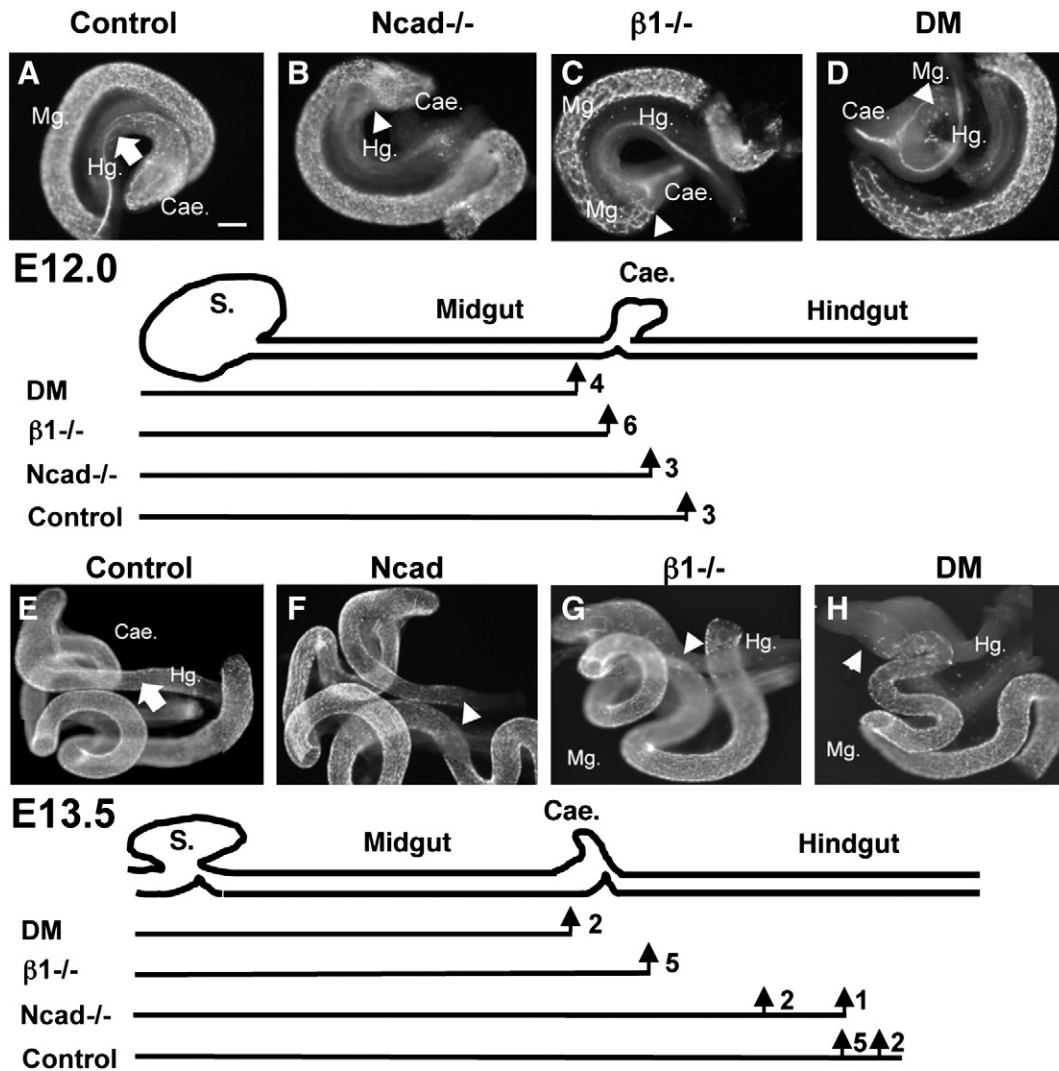 Control Ncad-/- β1-/- DM
A Mg. Hg. Cae.
B Cae. Hg.
C Mg. Hg. Mg. Cae.
D Mg. Cae. Hg.
E12.0
S. Midgut Cae. Hindgut
DM 4
β1-/- 6
Ncad-/- 3
Control 3
Control Ncad β1-/- DM
E Cae. Hg.
F
G Hg. Mg.
H Hg. Mg.
E13.5
S. Midgut Cae. Hindgut
DM 2
β1-/- 5
Ncad-/- 2 1
Control 5 2